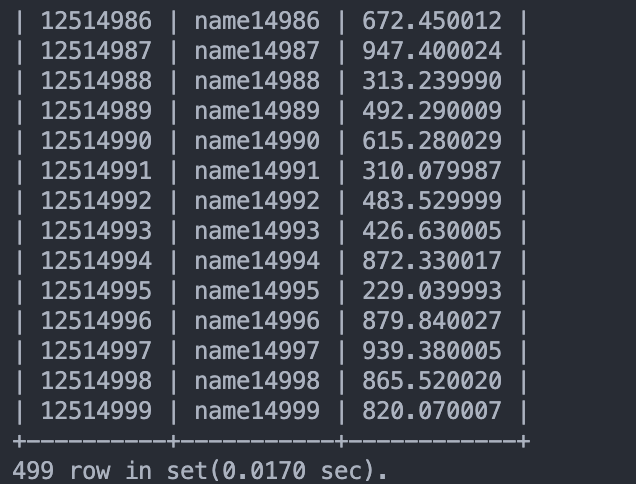 | 12514986 | name14986 | 672.450012 |
| 12514987 | name14987 | 947.400024 |
| 12514988 | name14988 | 313.239990 |
| 12514989 | name14989 | 492.290009 |
| 12514990 | name14990 | 615.280029 |
| 12514991 | name14991 | 310.079987 |
| 12514992 | name14992 | 483.529999 |
| 12514993 | name14993 | 426.630005 |
| 12514994 | name14994 | 872.330017 |
| 12514995 | name14995 | 229.039993 |
| 12514996 | name14996 | 879.840027 |
| 12514997 | name14997 | 939.380005 |
| 12514998 | name14998 | 865.520020 |
| 12514999 | name14999 | 820.070007 |
+-----------+------------+-------------+
499 row in set(0.0170 sec).